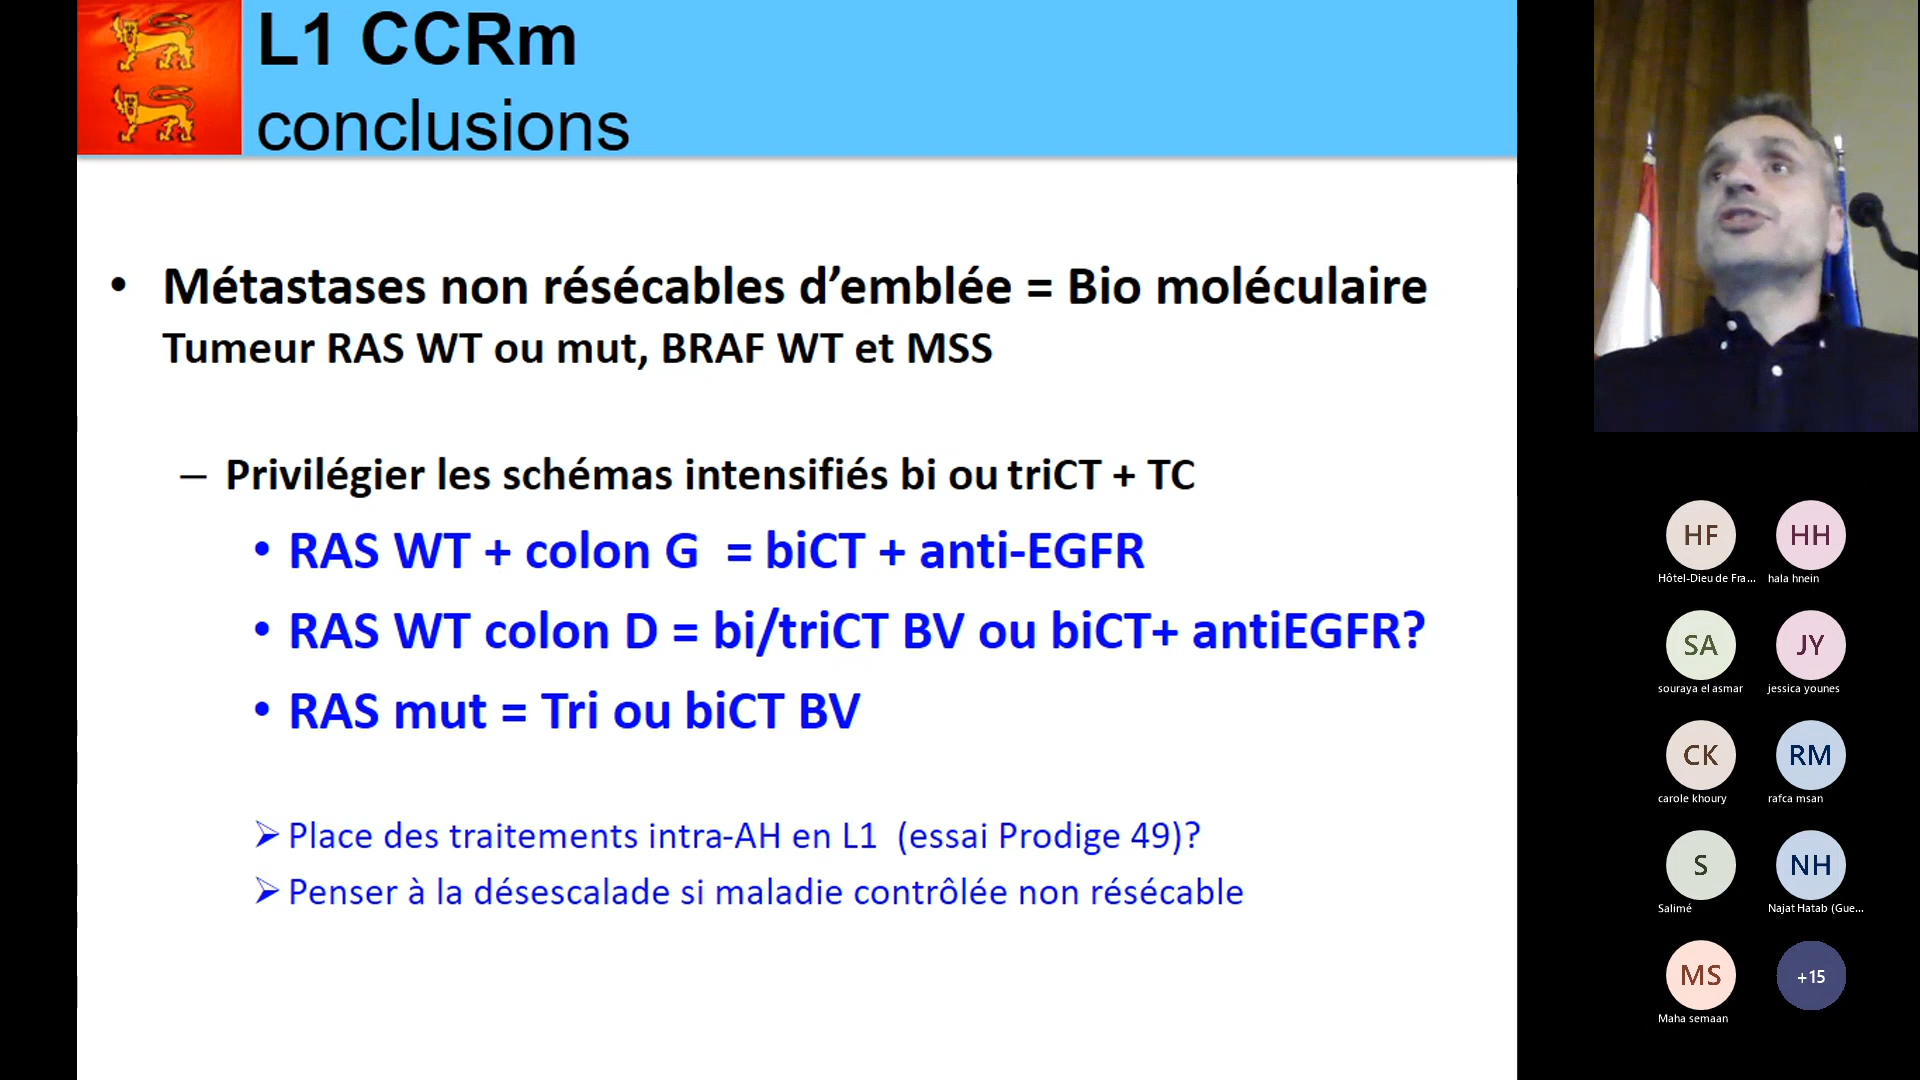 L1 CCRm
conclusions
• Métastases non résécables d’emblée = Bio moléculaire
Tumeur RAS WT ou mut, BRAF WT et MSS
– Privilégier les schémas intensifiés bi ou triCT + TC
• RAS WT + colon G = biCT + anti-EGFR
• RAS WT colon D = bi/triCT BV ou biCT+ antiEGFR?
• RAS mut = Tri ou biCT BV
➢ Place des traitements intra-AH en L1 (essai Prodige 49)?
➢ Penser à la désescalade si maladie contrôlée non résécable
HF
Hôtel-Dieu de Fra...
HH
hala hnein
SA
souraya el asmar
JY
jessica younes
CK
carole khoury
RM
rafca msan
S
Salimé
NH
Najat Hatab (Gue...
MS
Maha semaan
+15